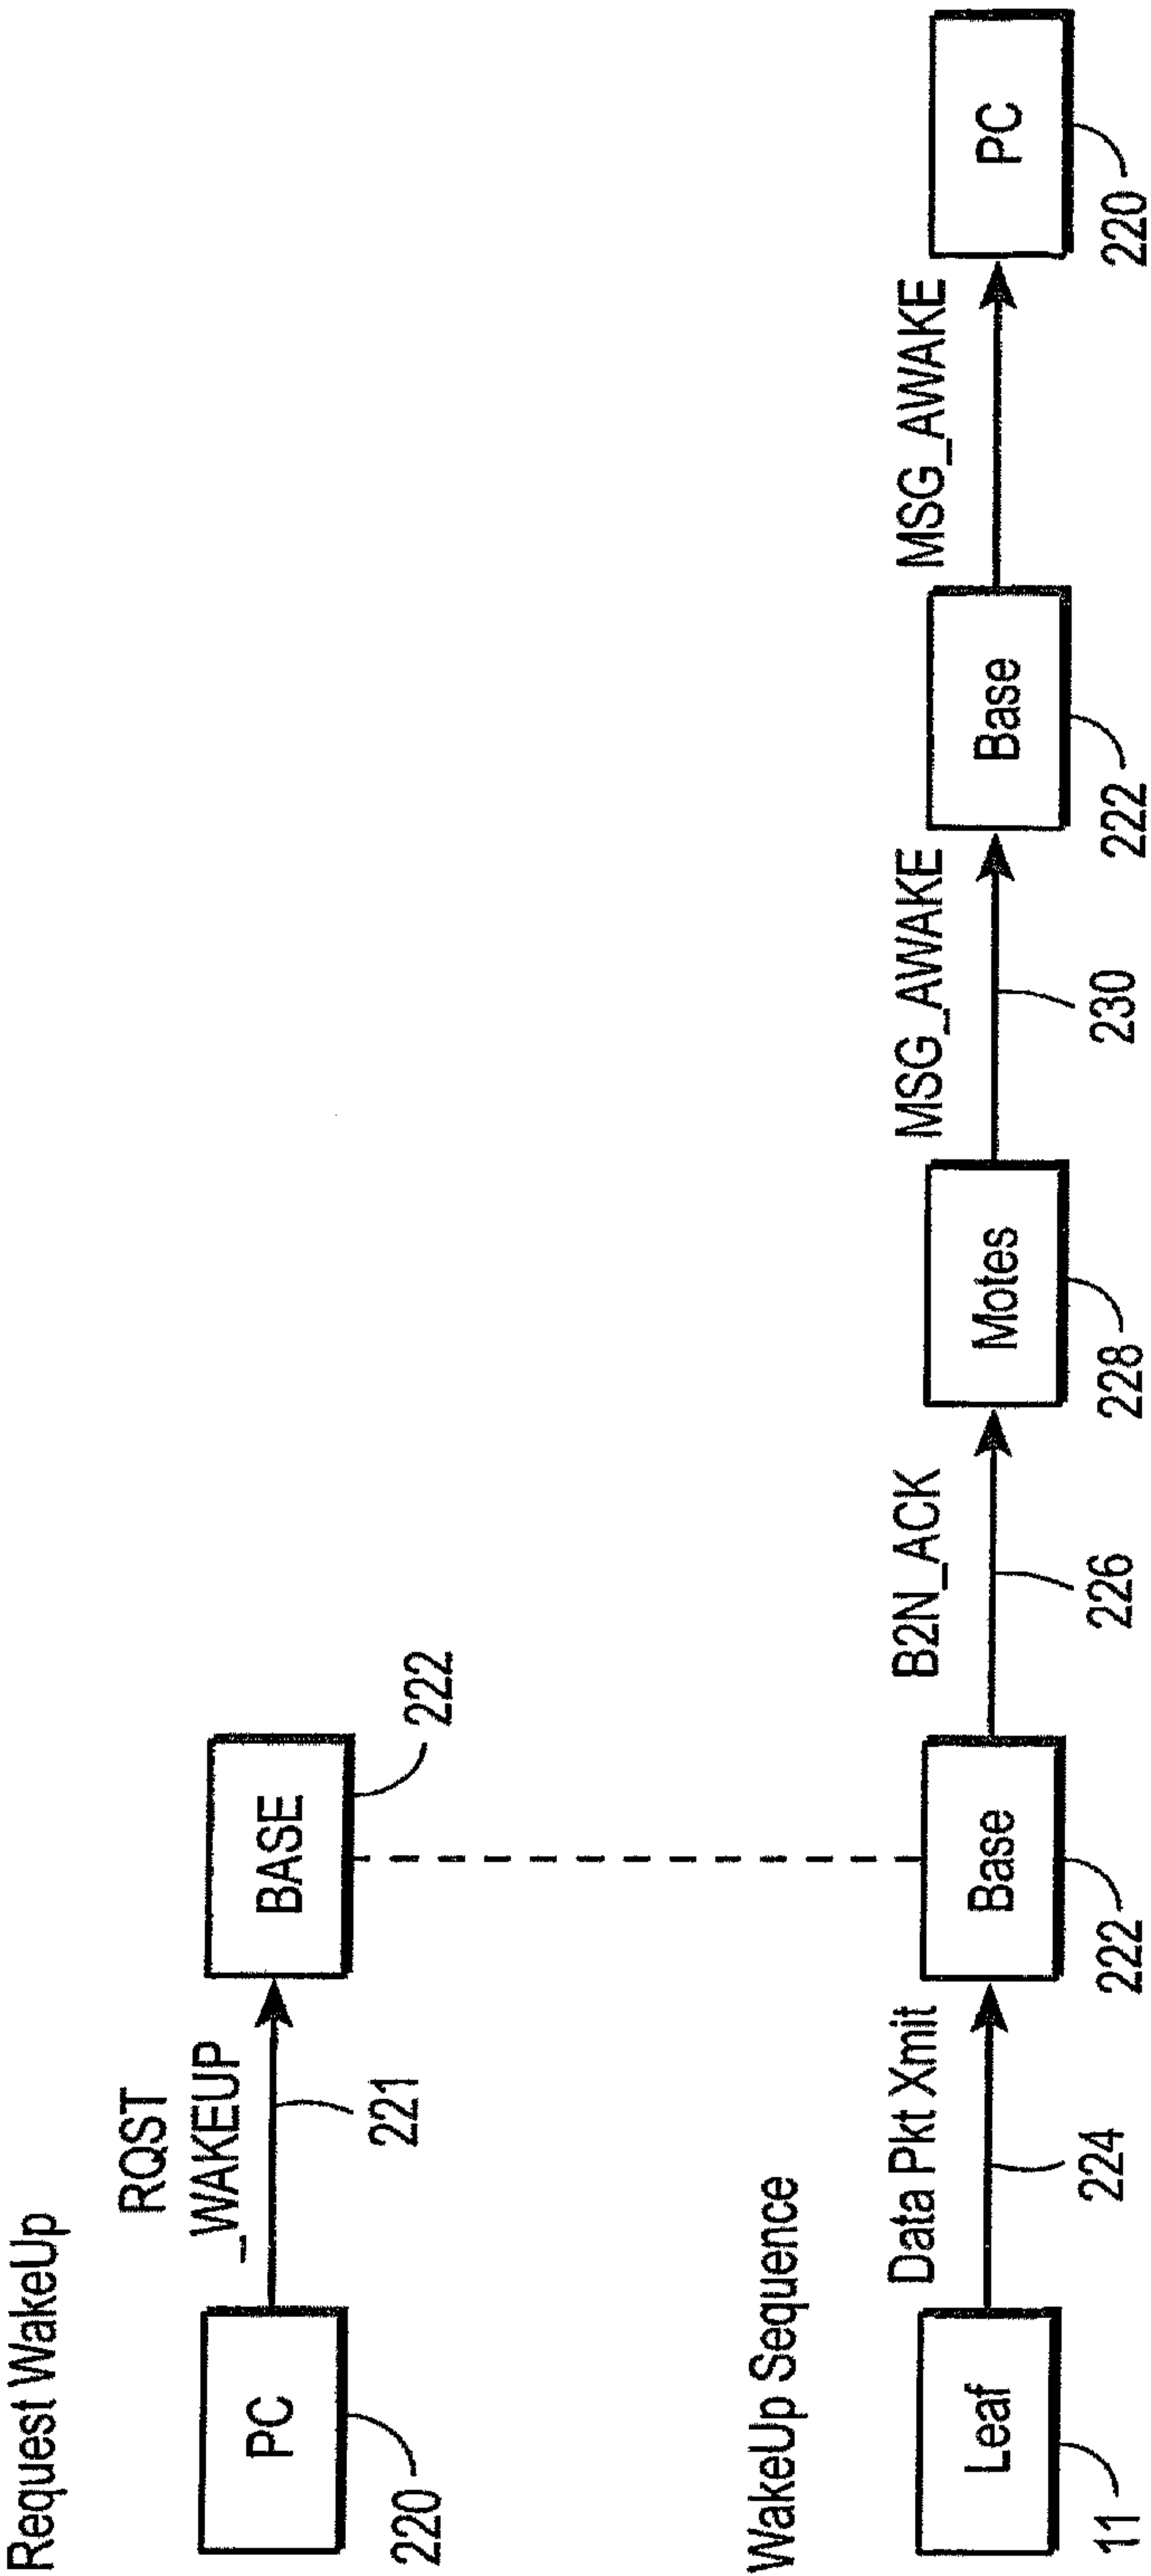 Request WakeUp
RQST
_WAKEUP
PC
BASE
220
221
222
WakeUp Sequence
Data Pkt Xmit
B2N_ACK
MSG_AWAKE
MSG_AWAKE
Leaf
Base
Motes
Base
PC
11
224
222
226
228
230
222
220